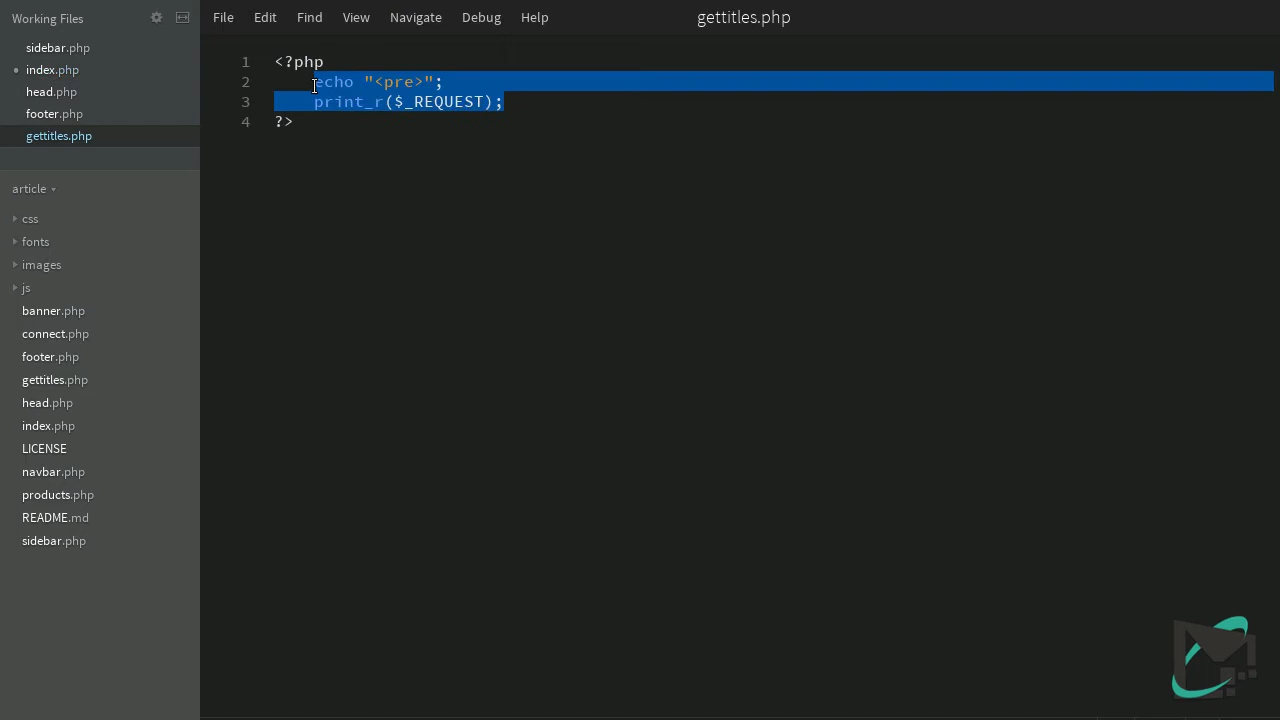 Working Files
File Edit Find View Navigate Debug Help
gettitles.php
sidebar.php
index.php
head.php
footer.php
gettitles.php
article
css
fonts
images
js
banner.php
connect.php
footer.php
gettitles.php
head.php
index.php
LICENSE
navbar.php
products.php
README.md
sidebar.php
1 <?php
2 echo "<pre>";
3 print_r($_REQUEST);
4 ?>